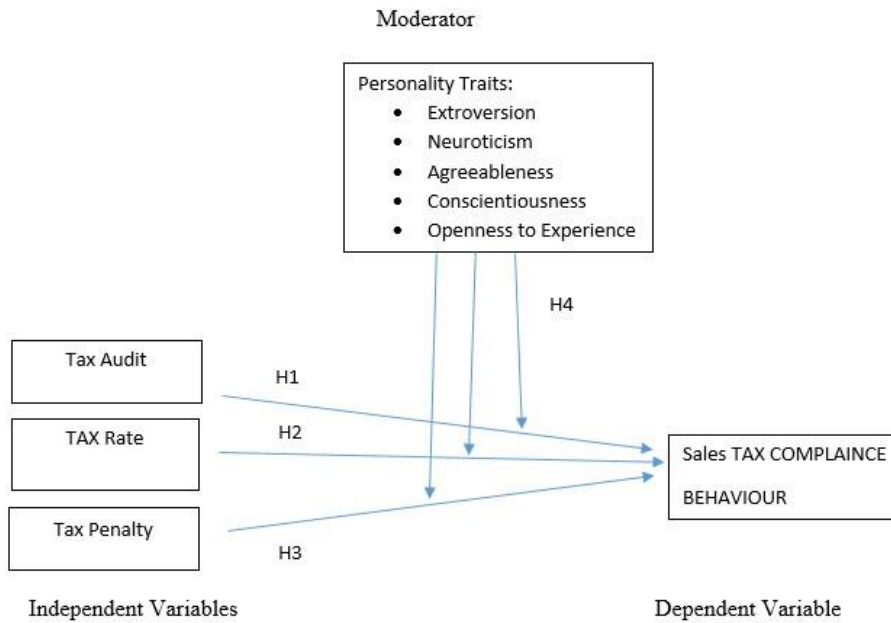 Moderator
Personality Traits:
• Extroversion
• Neuroticism
• Agreeableness
• Conscientiousness
• Openness to Experience
H4
Tax Audit
H1
TAX Rate
H2
Sales TAX COMPLAINCE
BEHAVIOUR
Tax Penalty
H3
Independent Variables
Dependent Variable